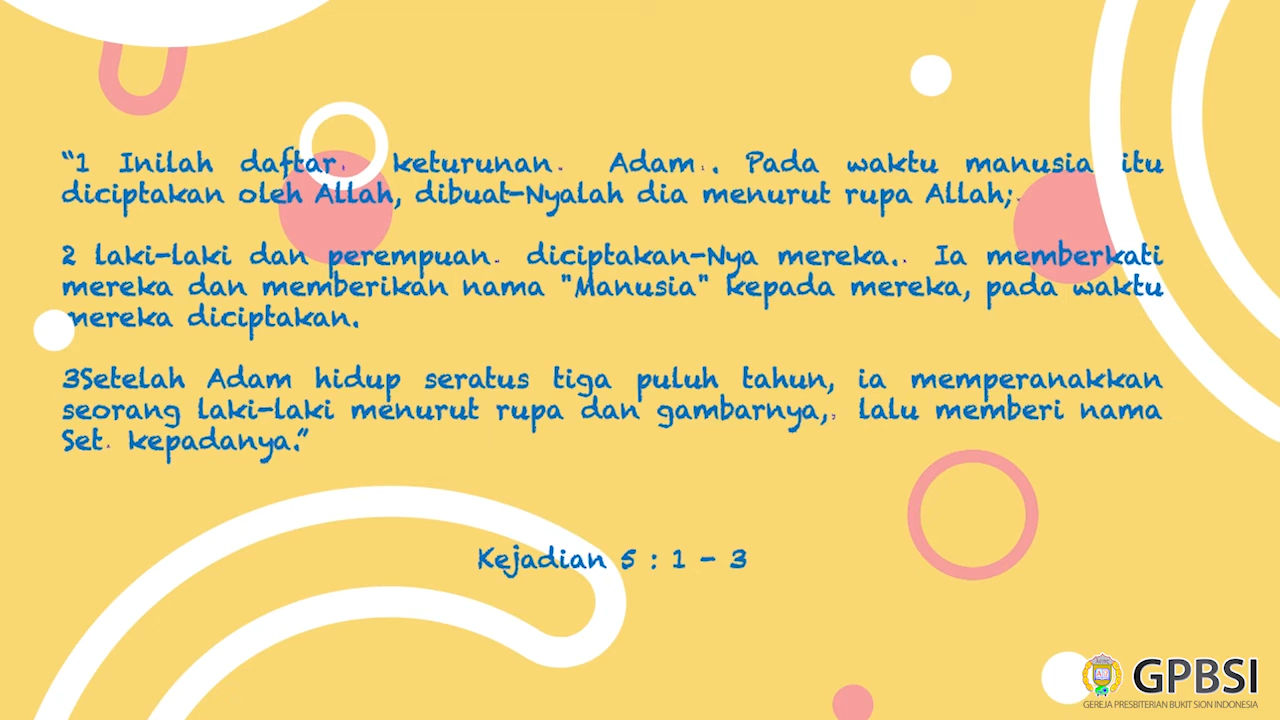 “1 Inilah daftar keturunan Adam. Pada waktu manusia itu
diciptakan oleh Allah, dibuat-Nyalah dia menurut rupa Allah;
2 laki-laki dan perempuan diciptakan-Nya mereka. Ia memberkati
mereka dan memberikan nama "Manusia" kepada mereka, pada waktu
mereka diciptakan.
3Setelah Adam hidup seratus tiga puluh tahun, ia memperanakkan
seorang laki-laki menurut rupa dan gambarnya, lalu memberi nama
Set kepadanya.”
Kejadian 5 : 1 - 3
GPBSI
GEREJA PRESBITERIAN BUKIT SION INDONESIA